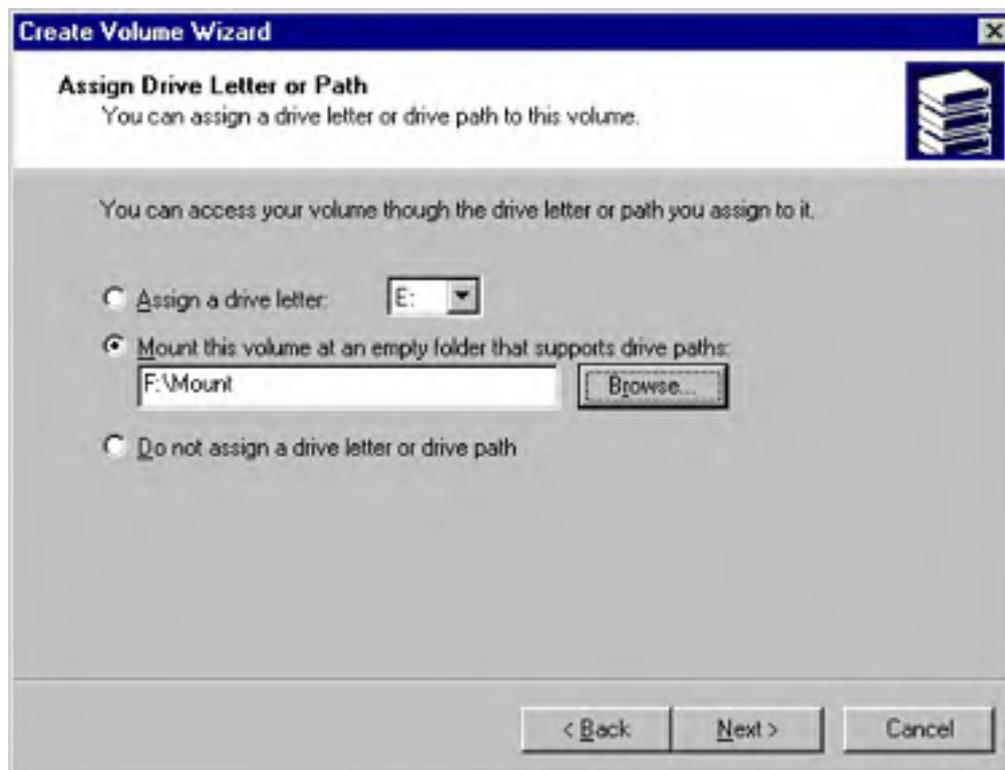 Create Volume Wizard
Assign Drive Letter or Path
You can assign a drive letter or drive path to this volume.
You can access your volume though the drive letter or path you assign to it.
Assign a drive letter: E:
Mount this volume at an empty folder that supports drive paths:
F:\Mount Browse...
Do not assign a drive letter or drive path
< Back Next > Cancel